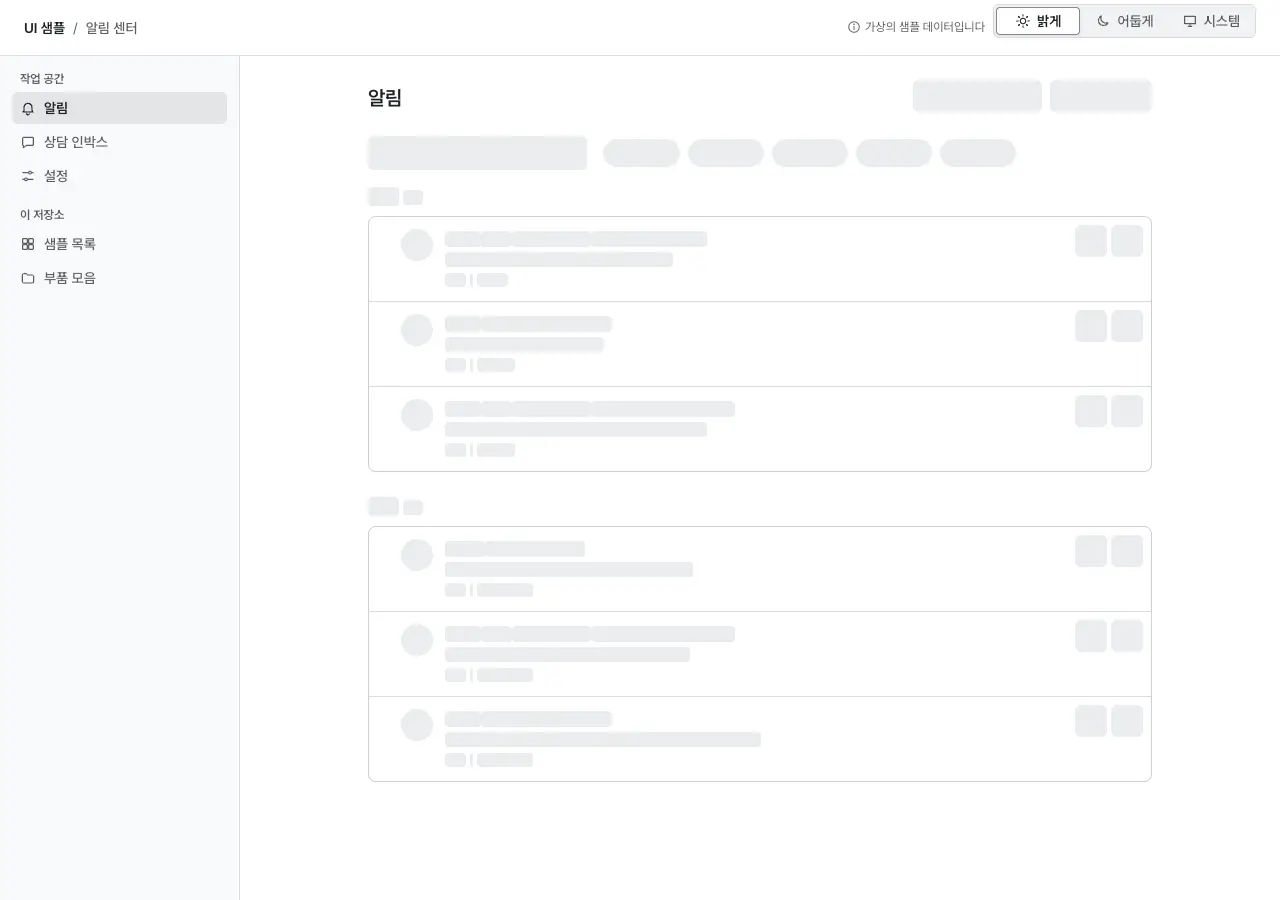 UI 샘플 / 알림 센터
가상의 샘플 데이터입니다
밝게
어둡게
시스템
작업 공간
알림
상담 인박스
설정
이 저장소
샘플 목록
부품 모음
알림